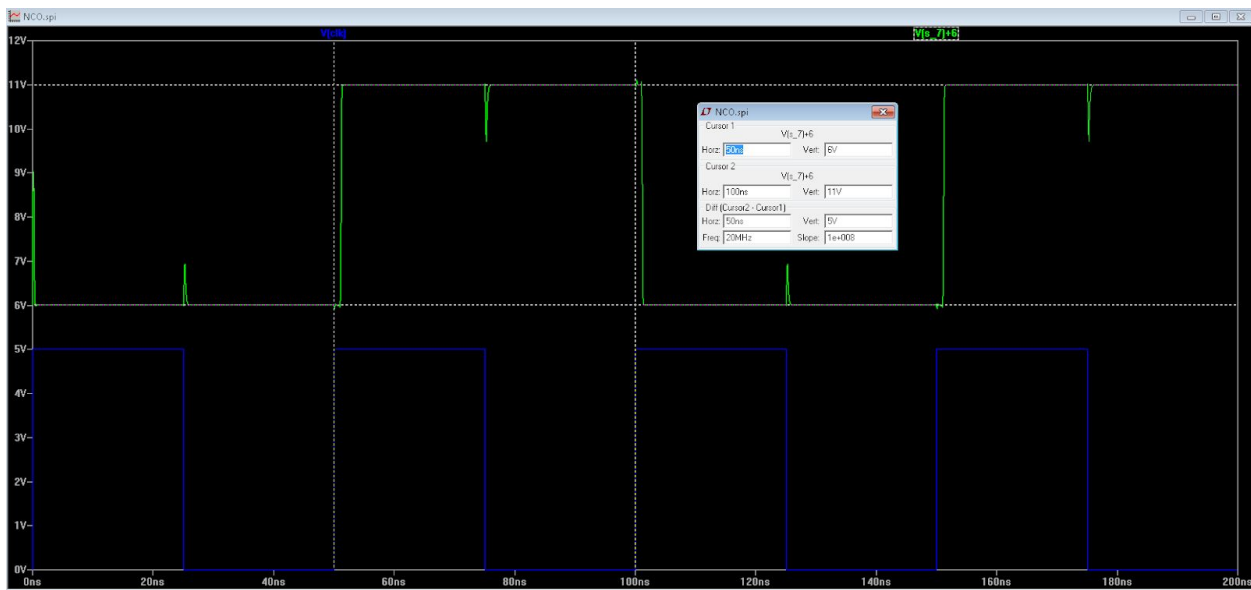 NCO.spi
V(clk) V(s_7)+6
12V
11V
10V
9V
8V
7V
6V
5V
4V
3V
2V
1V
0V
0ns 20ns 40ns 60ns 80ns 100ns 120ns 140ns 160ns 180ns 200ns
NCO.spi
Cursor 1
V(s_7)+6
Horz: 50ns Vert: 6V
Cursor 2
V(s_7)+6
Horz: 100ns Vert: 11V
Diff (Cursor2 - Cursor1)
Horz: 50ns Vert: 5V
Freq: 20MHz Slope: 1e+008